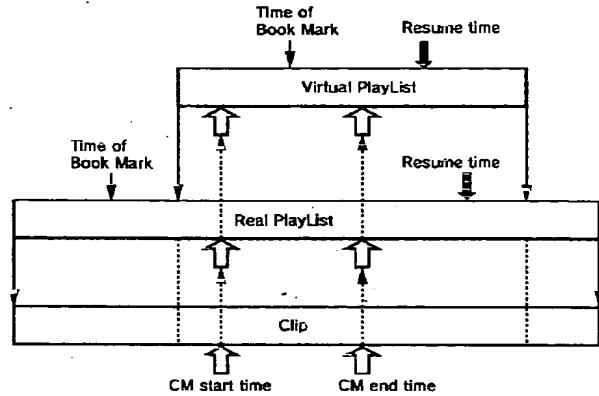 Time of
Book Mark
Resume time
Virtual PlayList
Time of
Book Mark
Resume time
Real PlayList
Clip
CM start time
CM end time